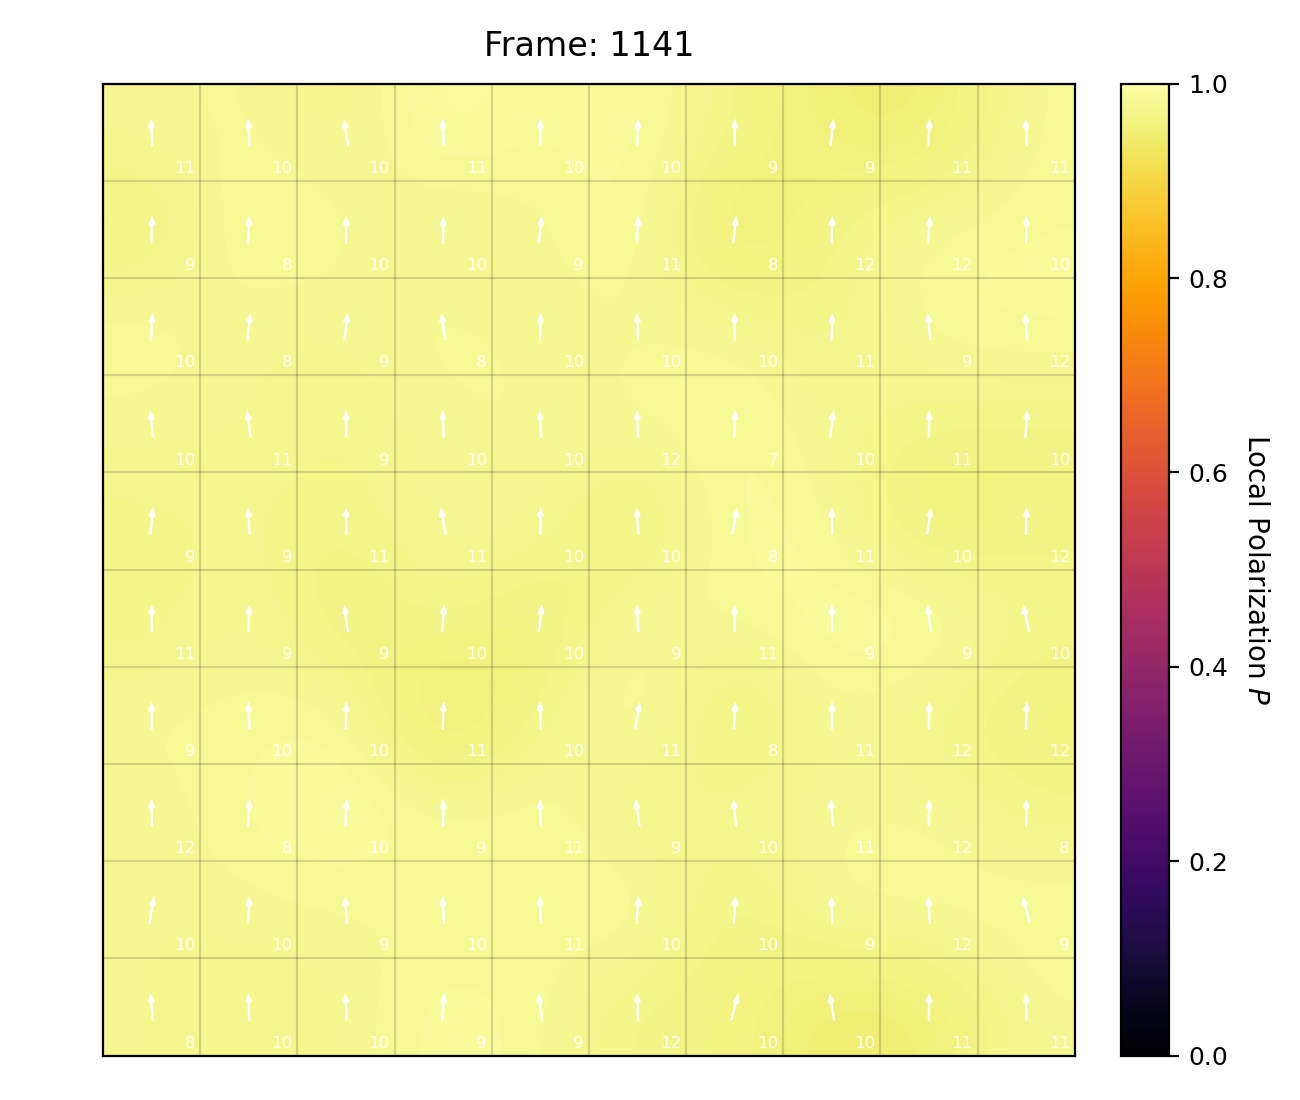 Frame: 1141
11 10 10 11 10 10 9 9 11 11
9 8 10 10 9 11 8 12 12 10
10 8 9 8 10 10 10 11 9 12
10 11 9 10 10 12 7 10 11 10
9 9 11 11 10 10 8 11 10 12
11 9 9 10 10 9 11 9 9 10
9 10 10 11 10 11 8 11 12 12
12 8 10 9 11 9 10 11 12 8
10 10 9 10 11 10 10 9 12 9
8 10 10 9 9 12 10 10 11 11
1.0
0.8
0.6
0.4
0.2
0.0
Local Polarization P